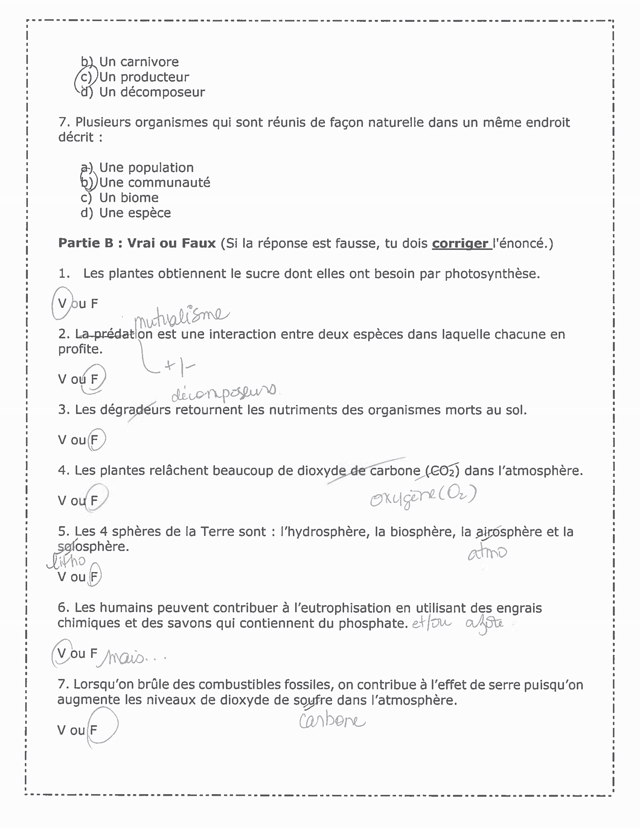 b) Un carnivore
c) Un producteur
d) Un décomposeur
7. Plusieurs organismes qui sont réunis de façon naturelle dans un même endroit
décrit :
a) Une population
b) Une communauté
c) Un biome
d) Une espèce
Partie B : Vrai ou Faux (Si la réponse est fausse, tu dois corriger l'énoncé.)
1. Les plantes obtiennent le sucre dont elles ont besoin par photosynthèse.
V ou F
mutualisme
2. La prédation est une interaction entre deux espèces dans laquelle chacune en
profite.
+/-
V ou F
décomposeurs
3. Les dégradeurs retournent les nutriments des organismes morts au sol.
V ou F
4. Les plantes relâchent beaucoup de dioxyde de carbone (CO₂) dans l'atmosphère.
V ou F
oxygène (O₂)
5. Les 4 sphères de la Terre sont : l'hydrosphère, la biosphère, la airosphère et la
solosphère.
atmo
litho
V ou F
6. Les humains peuvent contribuer à l'eutrophisation en utilisant des engrais
chimiques et des savons qui contiennent du phosphate. et/ou azote
V ou F mais...
7. Lorsqu'on brûle des combustibles fossiles, on contribue à l'effet de serre puisqu'on
augmente les niveaux de dioxyde de soufre dans l'atmosphère.
carbone
V ou F